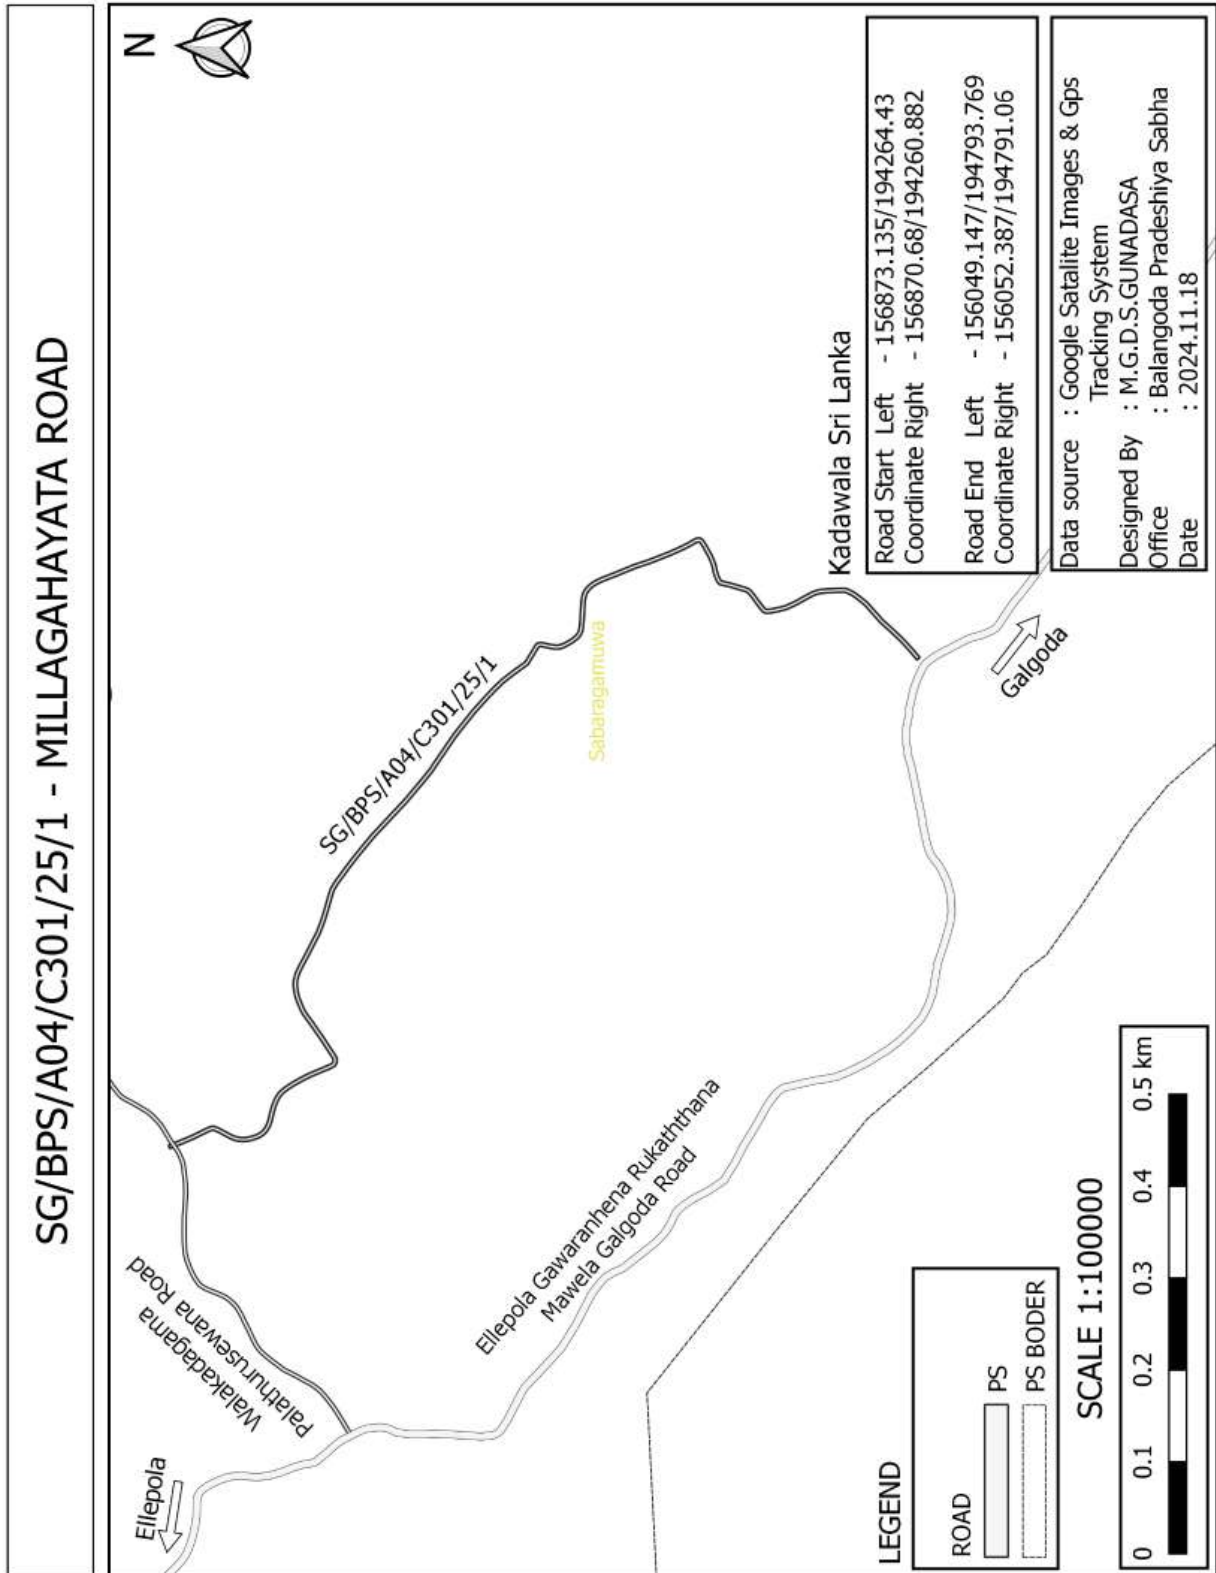 SG/BPS/A04/C301/25/1 - MILLAGAHAYATA ROAD
N
Ellepola
Walakadagama
Palathurusewana Road
SG/BPS/A04/C301/25/1
Sabaragamuwa
Ellepola Gawaranhena Rukaththana
Mawela Galgoda Road
Galgoda
Kadawala Sri Lanka
Road Start Left - 156873.135/194264.43
Coordinate Right - 156870.68/194260.882
Road End Left - 156049.147/194793.769
Coordinate Right - 156052.387/194791.06
LEGEND
ROAD
PS
PS BODER
SCALE 1:100000
0 0.1 0.2 0.3 0.4 0.5 km
Data source : Google Satalite Images & Gps
Tracking System
Designed By : M.G.D.S.GUNADASA
Office : Balangoda Pradeshiya Sabha
Date : 2024.11.18